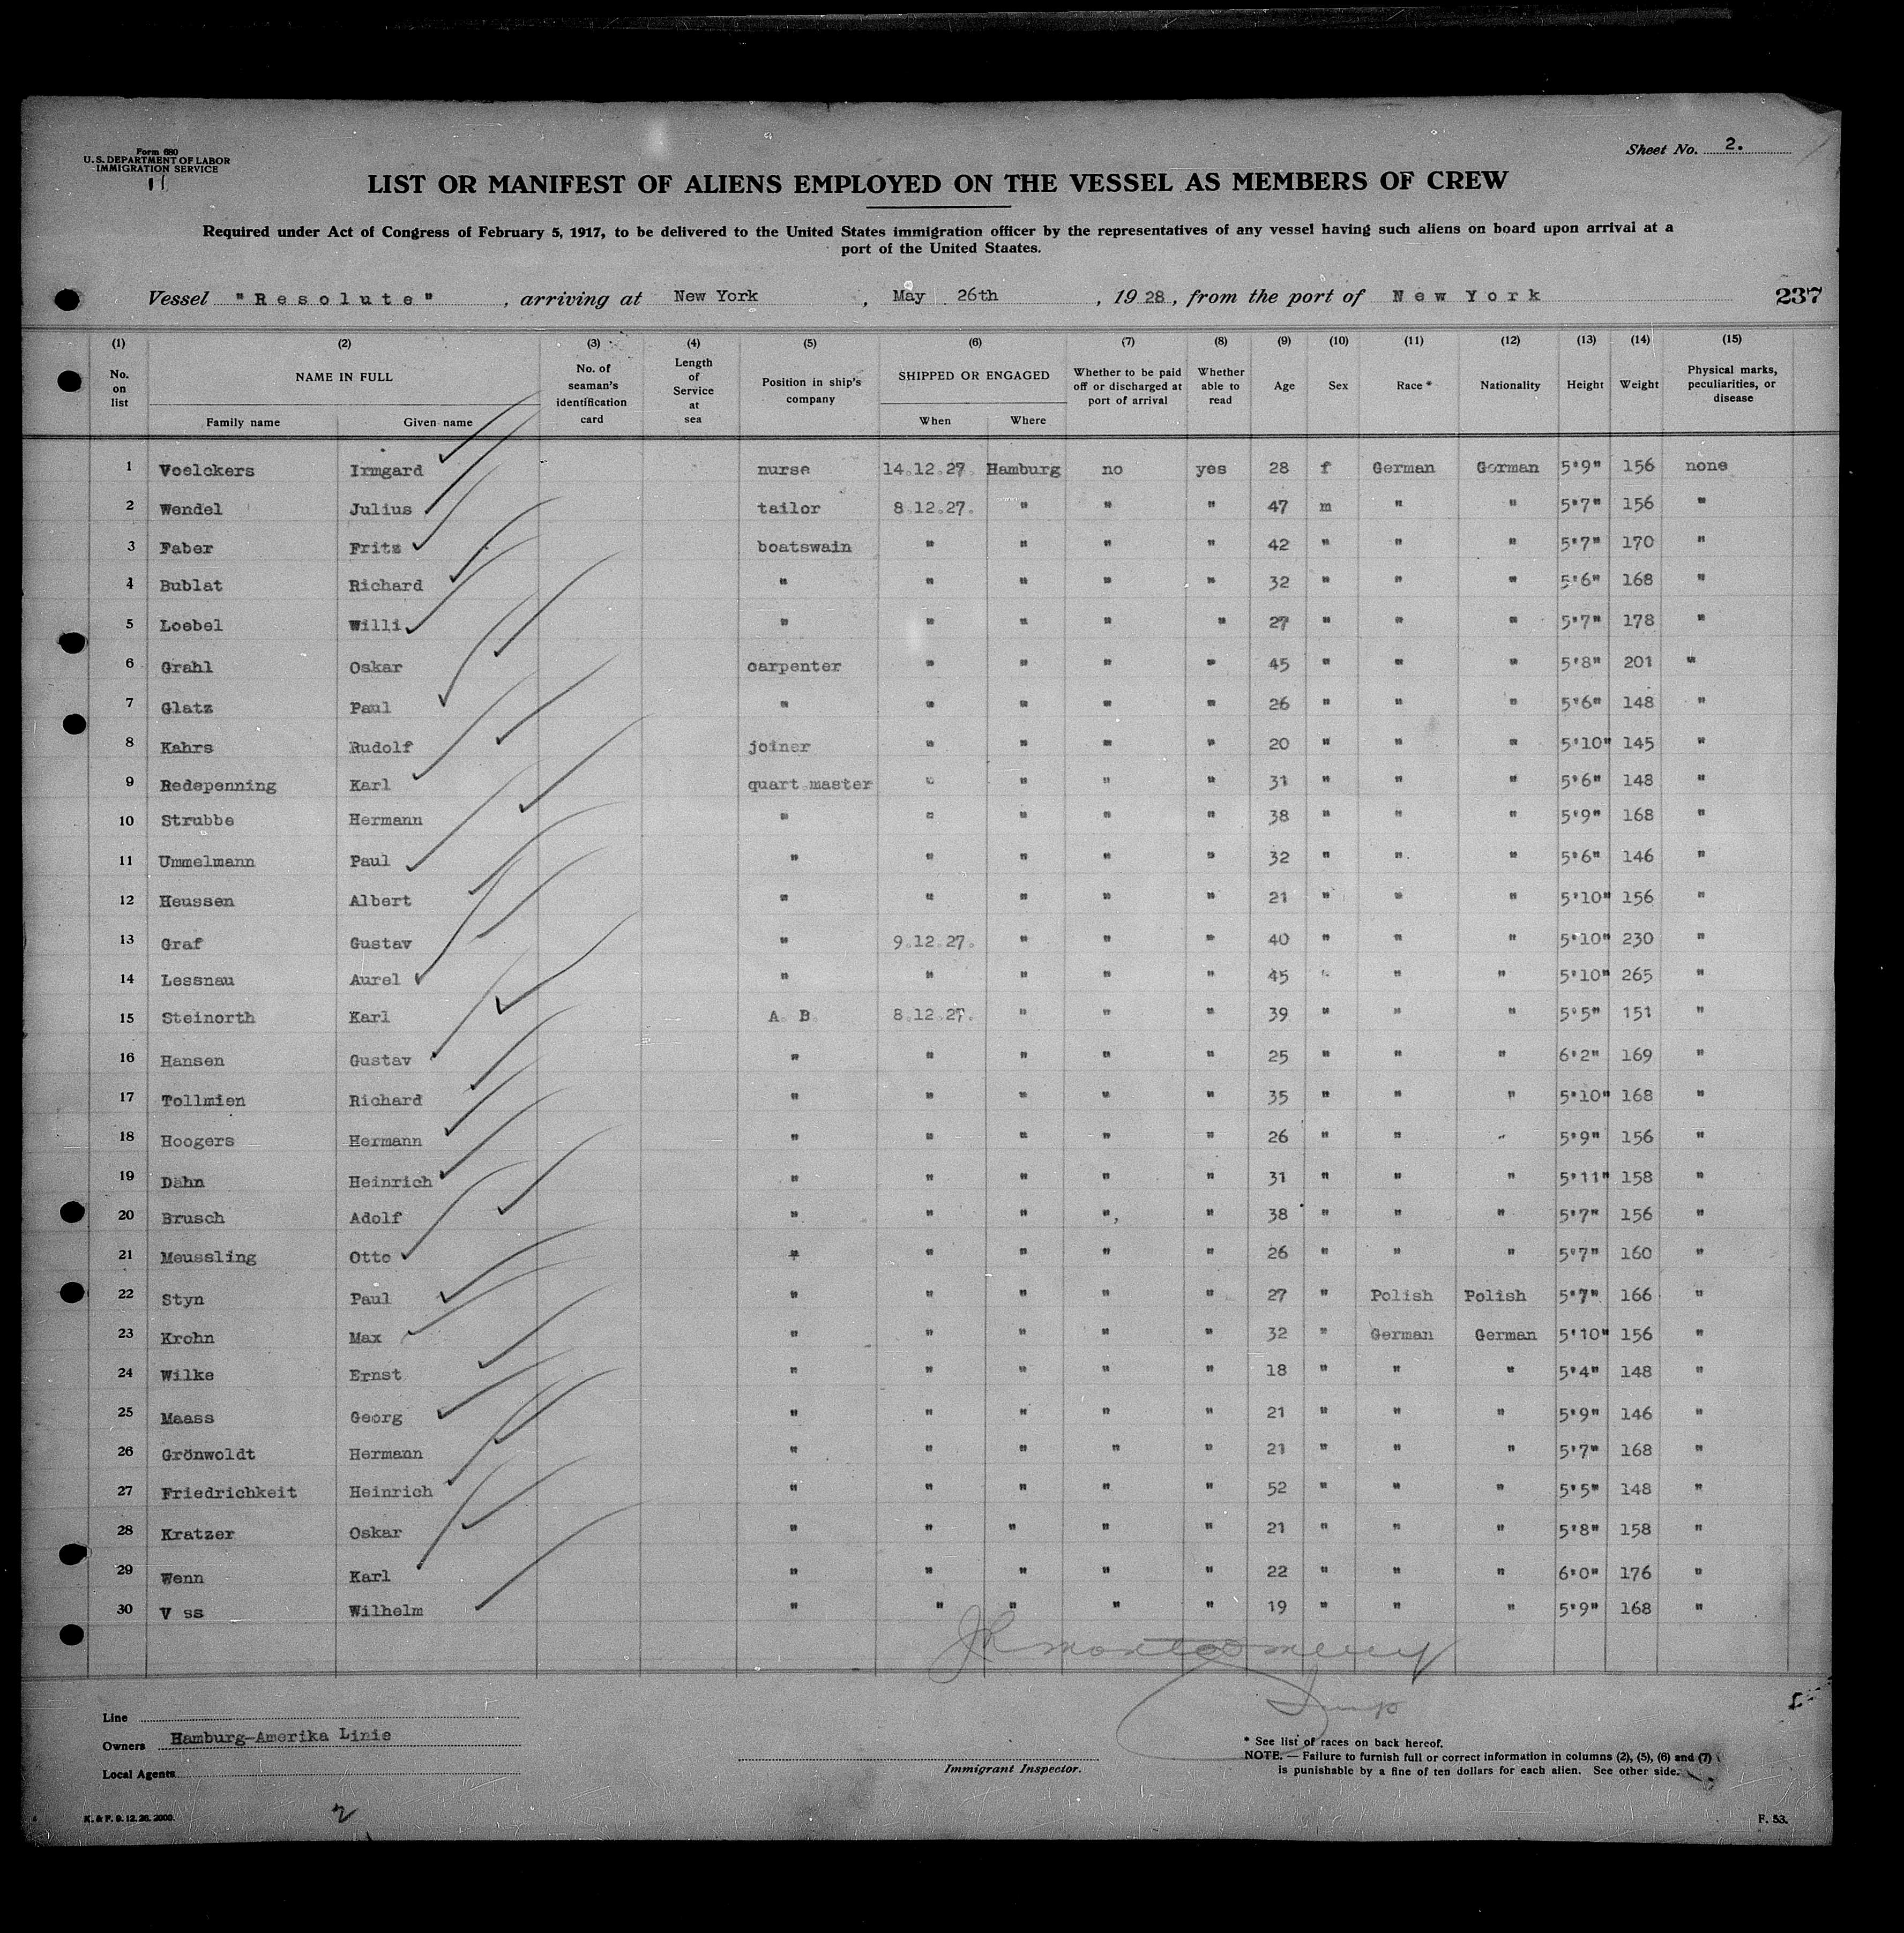 Form 680
U. S. DEPARTMENT OF LABOR
IMMIGRATION SERVICE
11
Sheet No. 2.
LIST OR MANIFEST OF ALIENS EMPLOYED ON THE VESSEL AS MEMBERS OF CREW
Required under Act of Congress of February 5, 1917, to be delivered to the United States immigration officer by the representatives of any vessel having such aliens on board upon arrival at a
port of the United Staates.
Vessel "Resolute", arriving at New York, May 26th, 1928, from the port of New York 237
(1) (2) (3) (4) (5) (6) (7) (8) (9) (10) (11) (12) (13) (14) (15)
No. on list NAME IN FULL Family name Given name No. of seaman's identification card Length of Service at sea Position in ship's company SHIPPED OR ENGAGED When Where Whether to be paid off or discharged at port of arrival Whether able to read Age Sex Race * Nationality Height Weight Physical marks, peculiarities, or disease
1 Voelckers Irmgard nurse 14.12.27. Hamburg no yes 28 f German German 5'9" 156 none
2 Wendel Julius tailor 8.12.27. " " " 47 m " " 5'7" 156 "
3 Faber Fritz boatswain " " " " 42 " " " 5'7" 170 "
4 Bublat Richard " " " " " 32 " " " 5'6" 168 "
5 Loebel Willi " " " " " 27 " " " 5'7" 178 "
6 Grahl Oskar carpenter " " " " 45 " " " 5'8" 201 "
7 Glatz Paul " " " " " 26 " " " 5'6" 148 "
8 Kahrs Rudolf joiner " " " " 20 " " " 5'10" 145 "
9 Redepenning Karl quart.master " " " " 31 " " " 5'6" 148 "
10 Strubbe Hermann " " " " " 38 " " " 5'9" 168 "
11 Ummelmann Paul " " " " " 32 " " " 5'6" 146 "
12 Heussen Albert " " " " " 21 " " " 5'10" 156 "
13 Graf Gustav " 9.12.27. " " " 40 " " " 5'10" 230 "
14 Lessnau Aurel " " " " " 45 " " " 5'10" 265 "
15 Steinorth Karl A. B. 8.12.27. " " " 39 " " " 5'5" 151 "
16 Hansen Gustav " " " " " 25 " " " 6'2" 169 "
17 Tollmien Richard " " " " " 35 " " " 5'10" 168 "
18 Hoogers Hermann " " " " " 26 " " " 5'9" 156 "
19 Dähn Heinrich " " " " " 31 " " " 5'11" 158 "
20 Brusch Adolf " " " " " 38 " " " 5'7" 156 "
21 Meussling Otto " " " " " 26 " " " 5'7" 160 "
22 Styn Paul " " " " " 27 " Polish Polish 5'7" 166 "
23 Krohn Max " " " " " 32 " German German 5'10" 156 "
24 Wilke Ernst " " " " " 18 " " " 5'4" 148 "
25 Maass Georg " " " " " 21 " " " 5'9" 146 "
26 Grönwoldt Hermann " " " " " 21 " " " 5'7" 168 "
27 Friedrichkeit Heinrich " " " " " 52 " " " 5'5" 148 "
28 Kratzer Oskar " " " " " 21 " " " 5'8" 158 "
29 Wenn Karl " " " " " 22 " " " 6'0" 176 "
30 V ss Wilhelm " " " " " 19 " " " 5'9" 168 "
JR Montgomery
Line
Owners Hamburg-Amerika Linie
Local Agents
Immigrant Inspector.
* See list of races on back hereof.
NOTE. — Failure to furnish full or correct information in columns (2), (5), (6) and (7)
is punishable by a fine of ten dollars for each alien. See other side.
K. & F. 9. 12. 26. 2000.
2
F. 53.